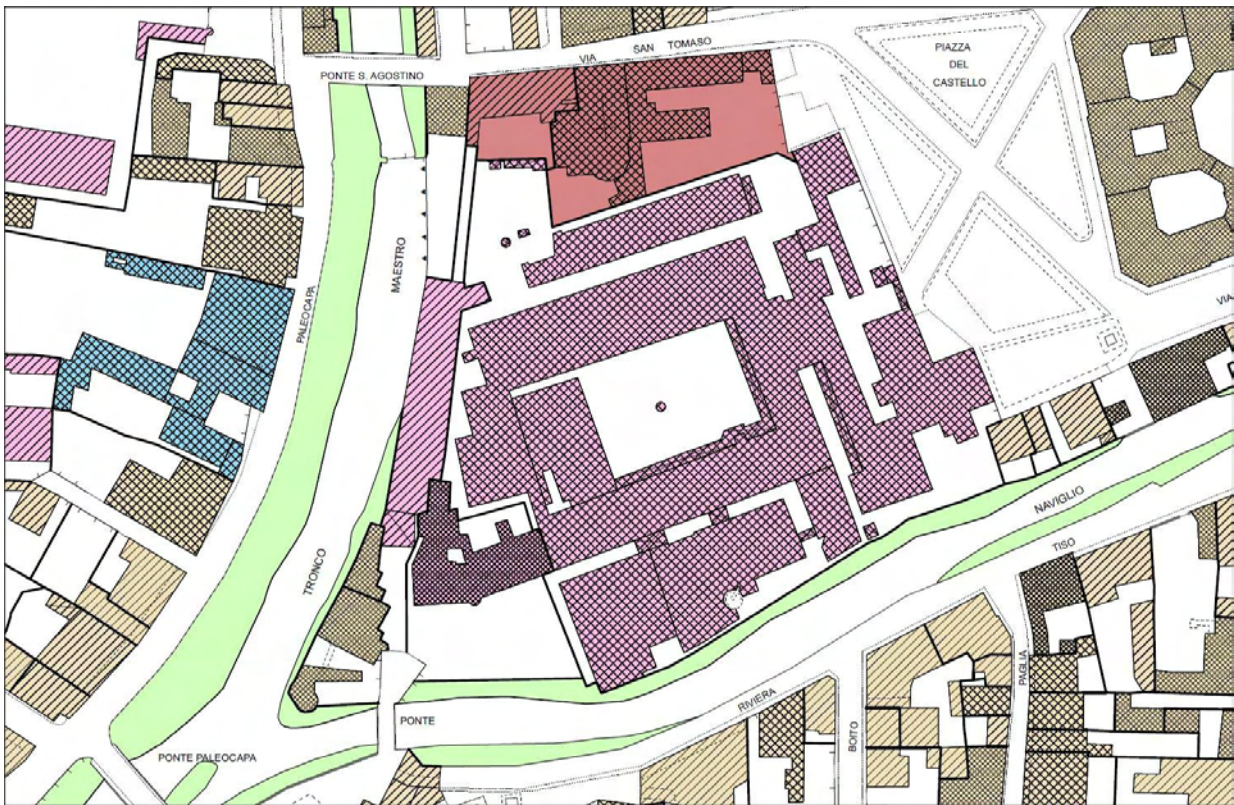 VIA SAN TOMASO
PIAZZA
DEL
CASTELLO
PONTE S. AGOSTINO
MAESTRO
PALEOCAPA
VIA
NAVIGLIO
TISO
TRONCO
PAGLIA
RIVIERA
PONTE
BOITO
PONTE PALEOCAPA